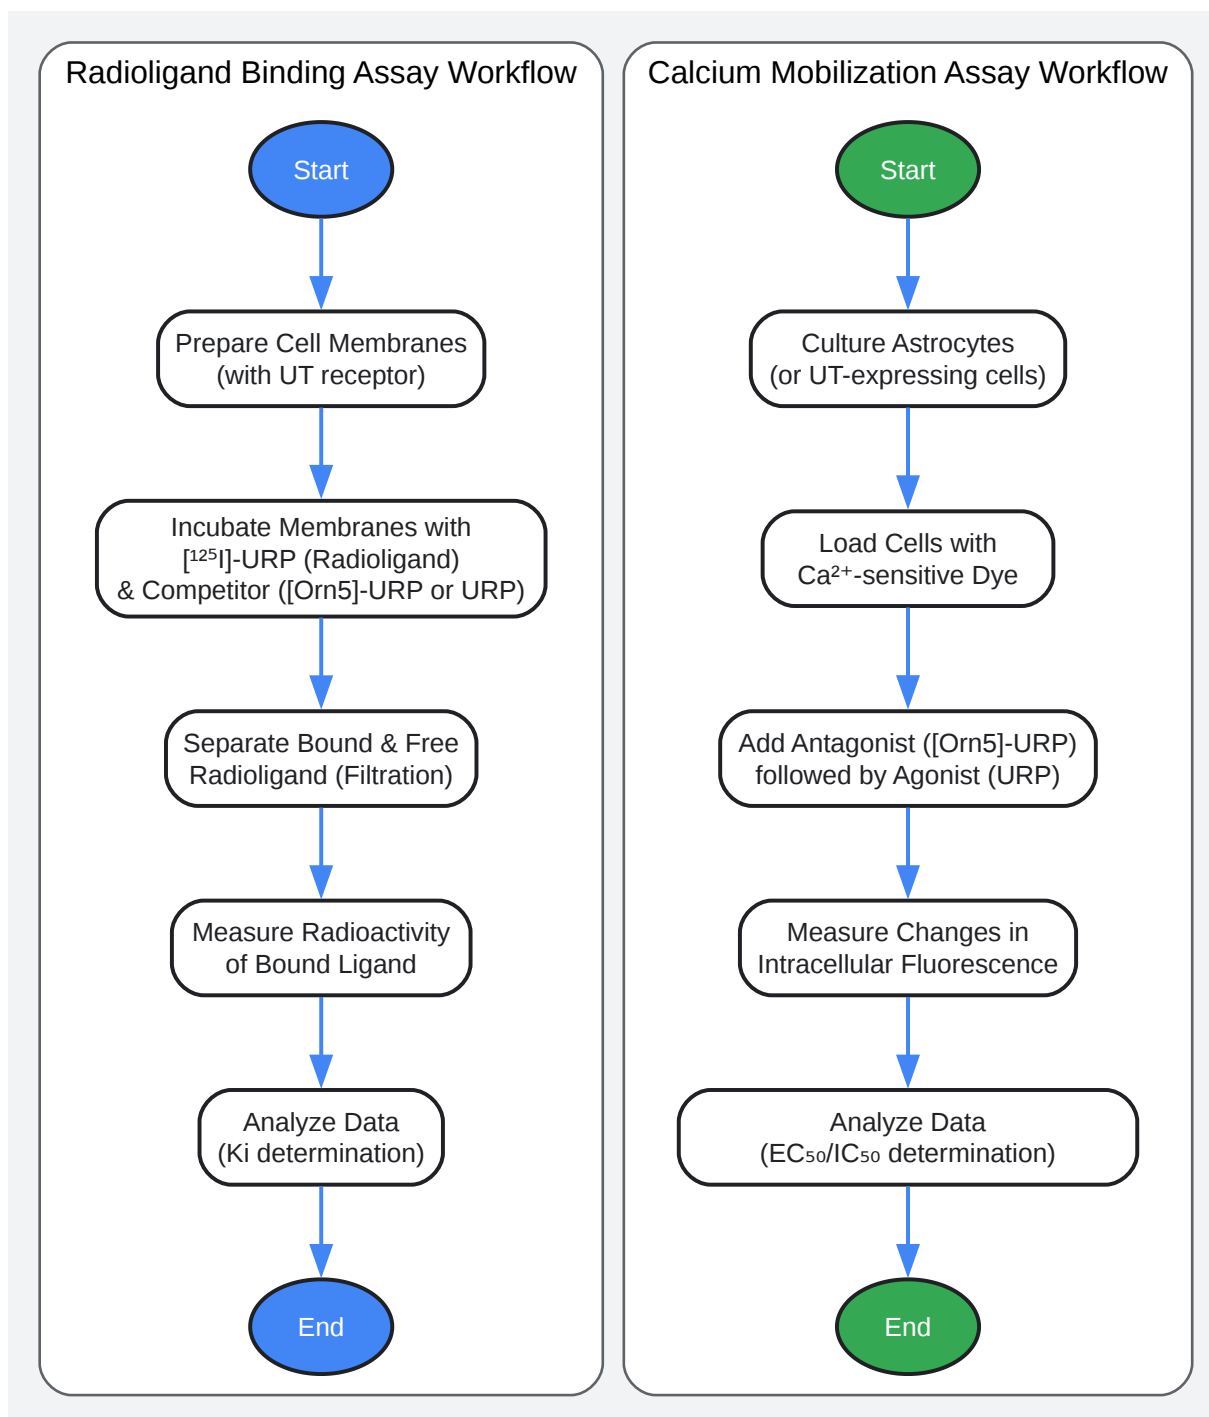 Radioligand Binding Assay Workflow
Start
Prepare Cell Membranes
(with UT receptor)
Incubate Membranes with
[¹²⁵I]-URP (Radioligand)
& Competitor ([Orn5]-URP or URP)
Separate Bound & Free
Radioligand (Filtration)
Measure Radioactivity
of Bound Ligand
Analyze Data
(Ki determination)
End
Calcium Mobilization Assay Workflow
Start
Culture Astrocytes
(or UT-expressing cells)
Load Cells with
Ca²⁺-sensitive Dye
Add Antagonist ([Orn5]-URP)
followed by Agonist (URP)
Measure Changes in
Intracellular Fluorescence
Analyze Data
(EC₅₀/IC₅₀ determination)
End